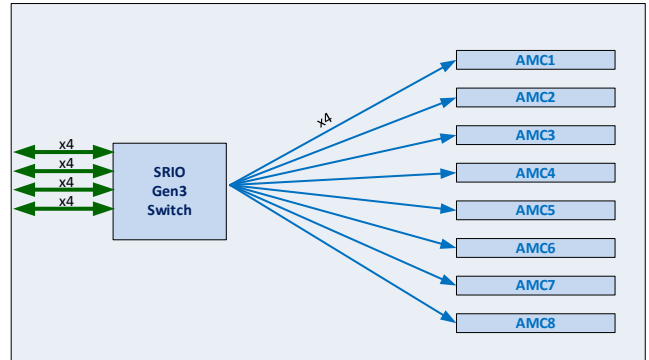 x4
x4
x4
x4
SRIO
Gen3
Switch
x4
AMC1
AMC2
AMC3
AMC4
AMC5
AMC6
AMC7
AMC8